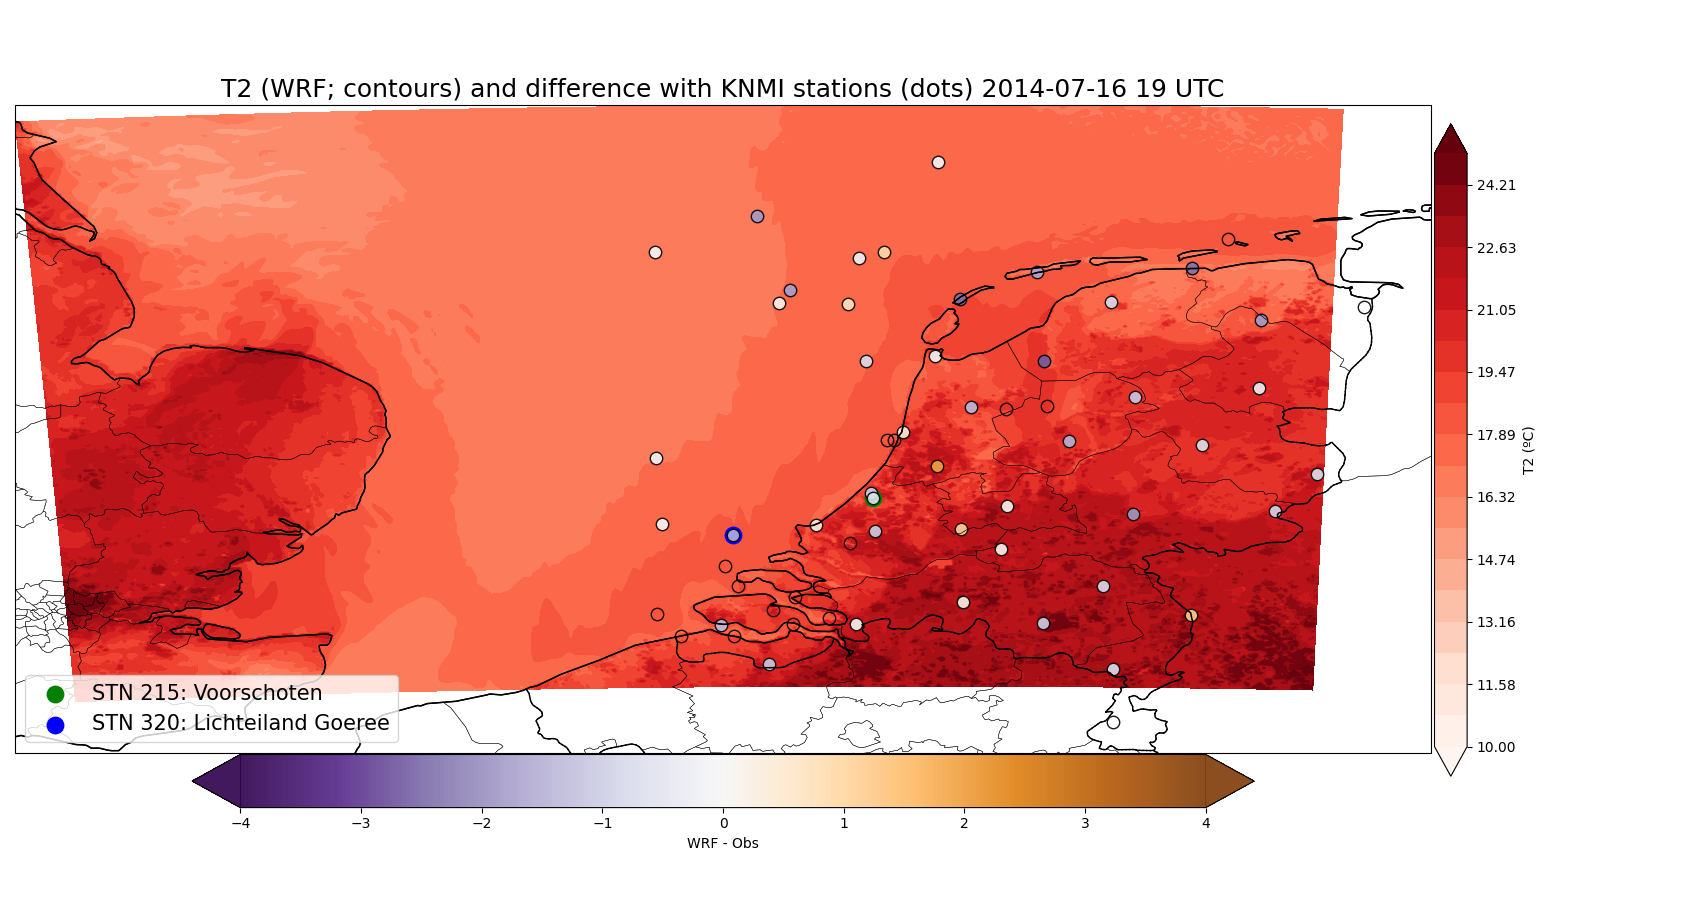 T2 (WRF; contours) and difference with KNMI stations (dots) 2014-07-16 19 UTC
24.21
22.63
21.05
19.47
17.89
16.32
14.74
13.16
11.58
10.00
T2 (ºC)
STN 215: Voorschoten
STN 320: Lichteiland Goeree
−4 −3 −2 −1 0 1 2 3 4
WRF - Obs